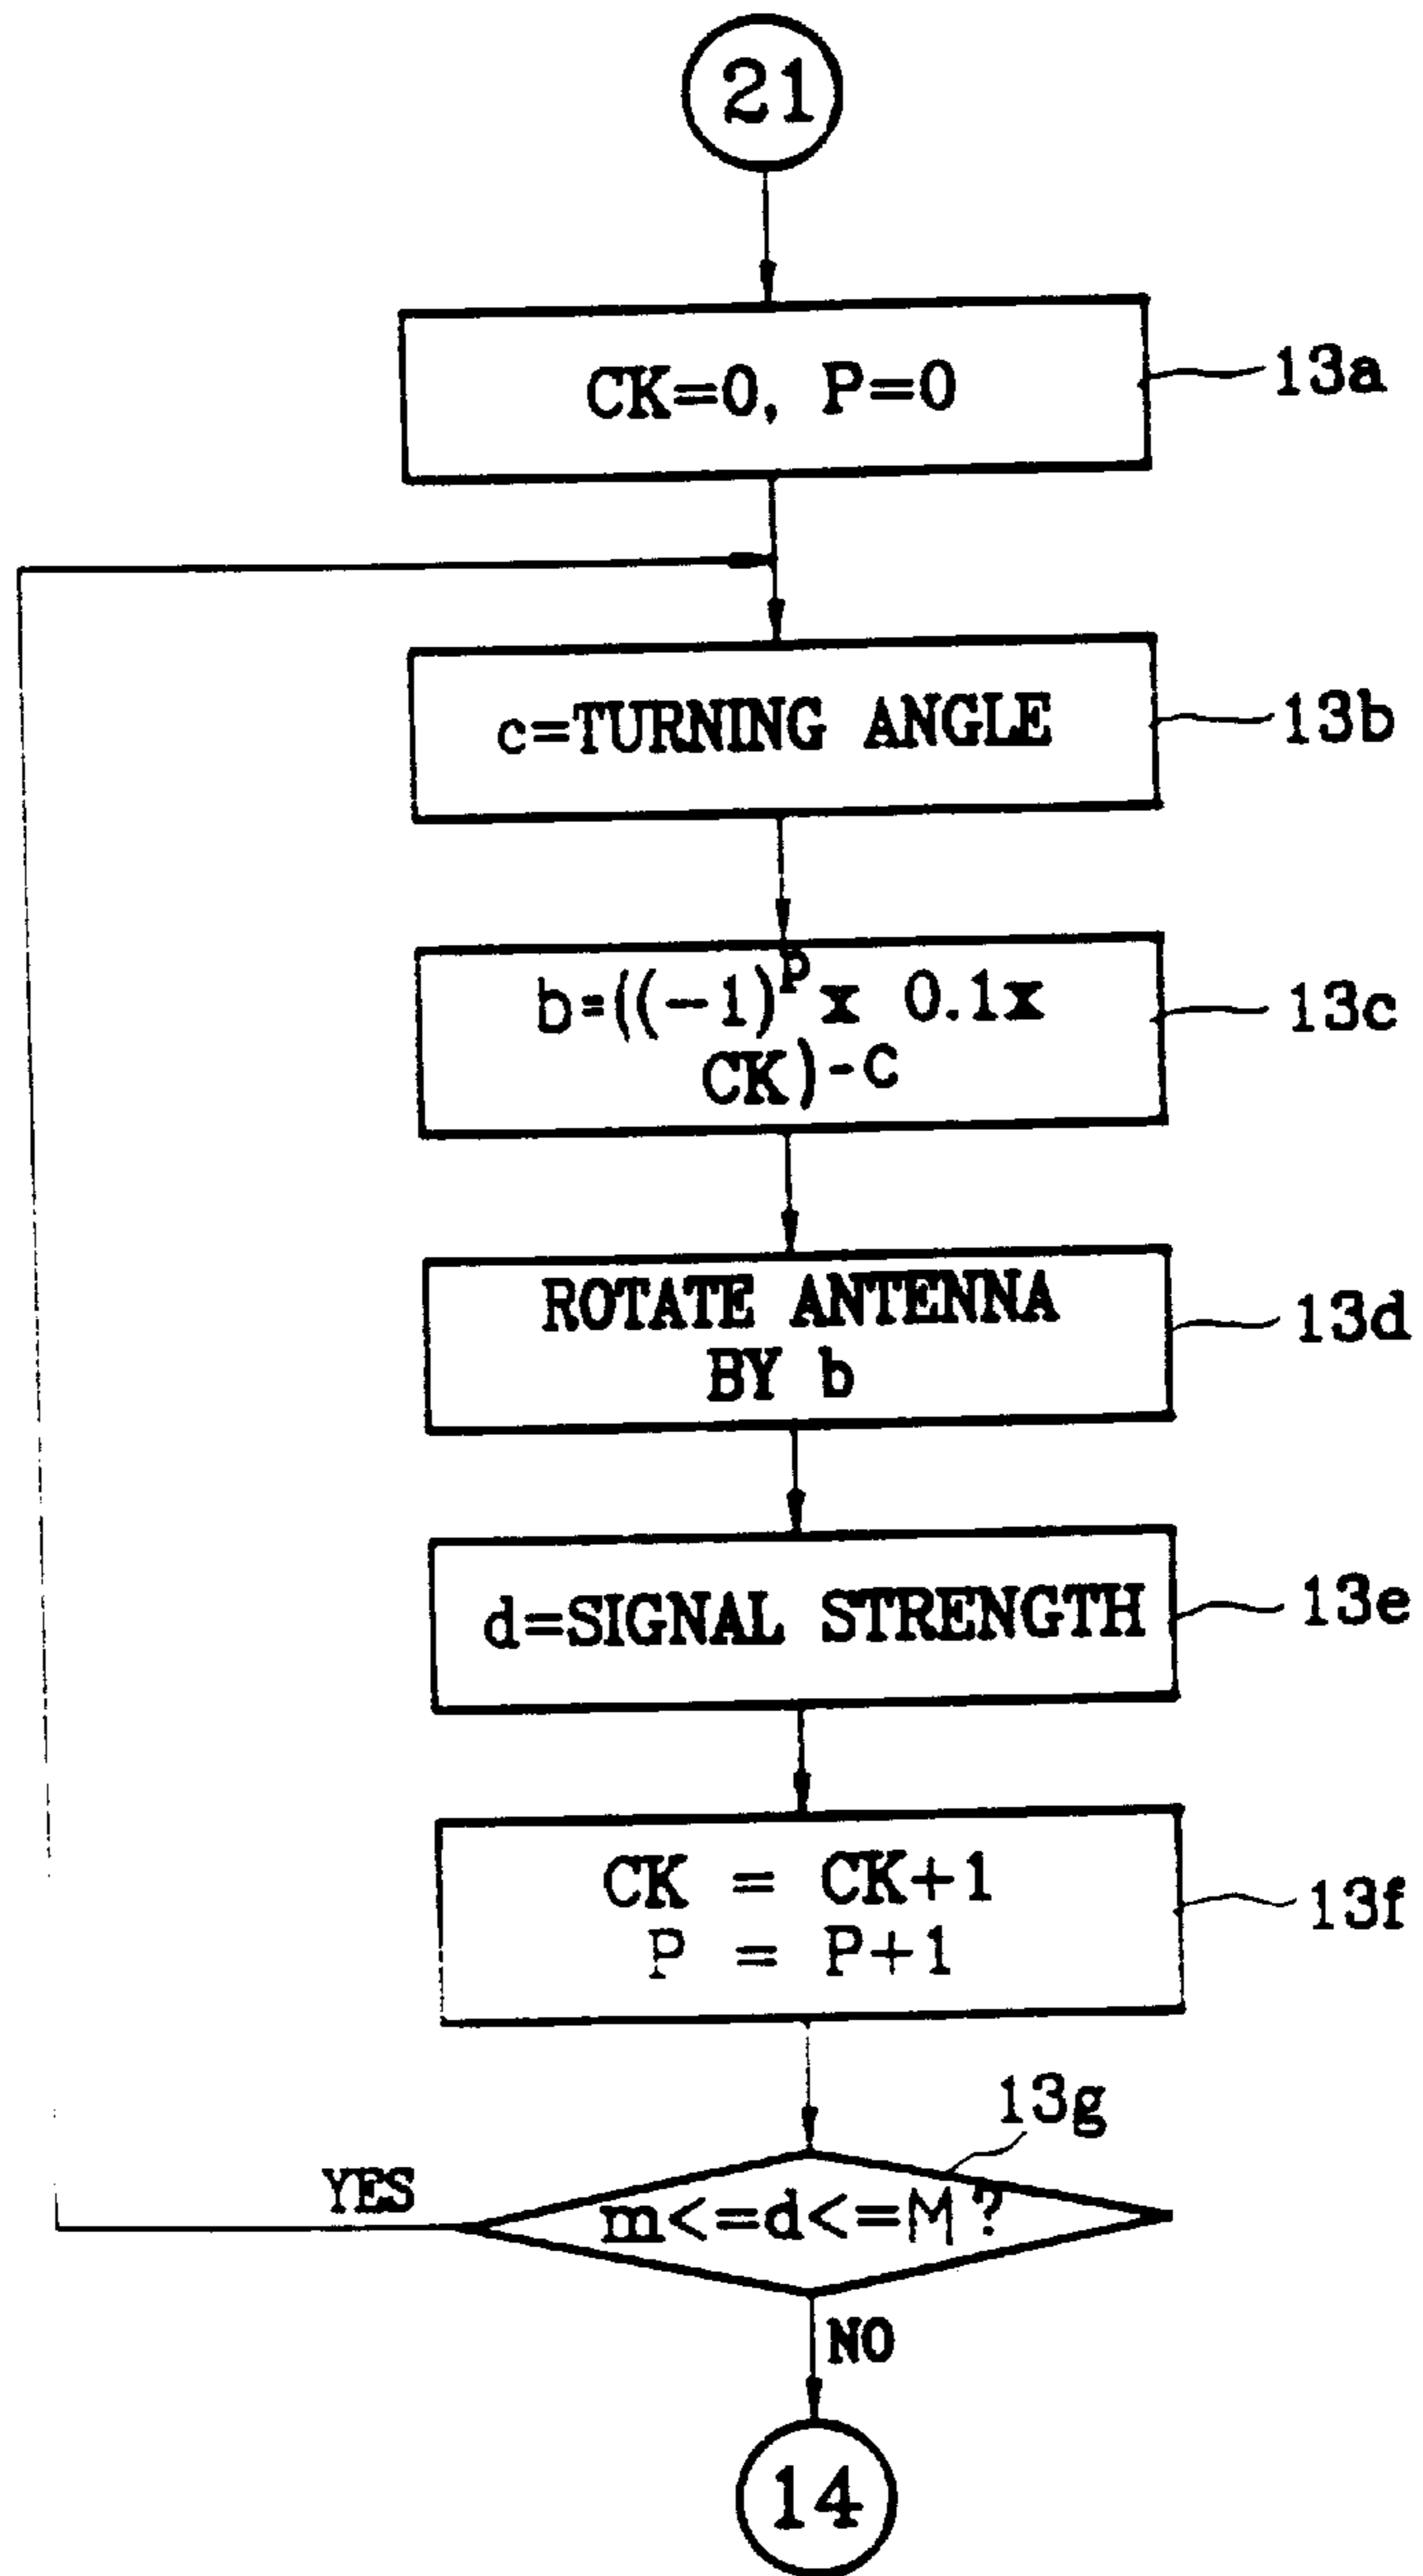 21
CK=0, P=0
13a
c=TURNING ANGLE
13b
b=((-1)^P x 0.1x
CK)-c
13c
ROTATE ANTENNA
BY b
13d
d=SIGNAL STRENGTH
13e
CK = CK+1
P = P+1
13f
13g
YES
m<=d<=M?
NO
14